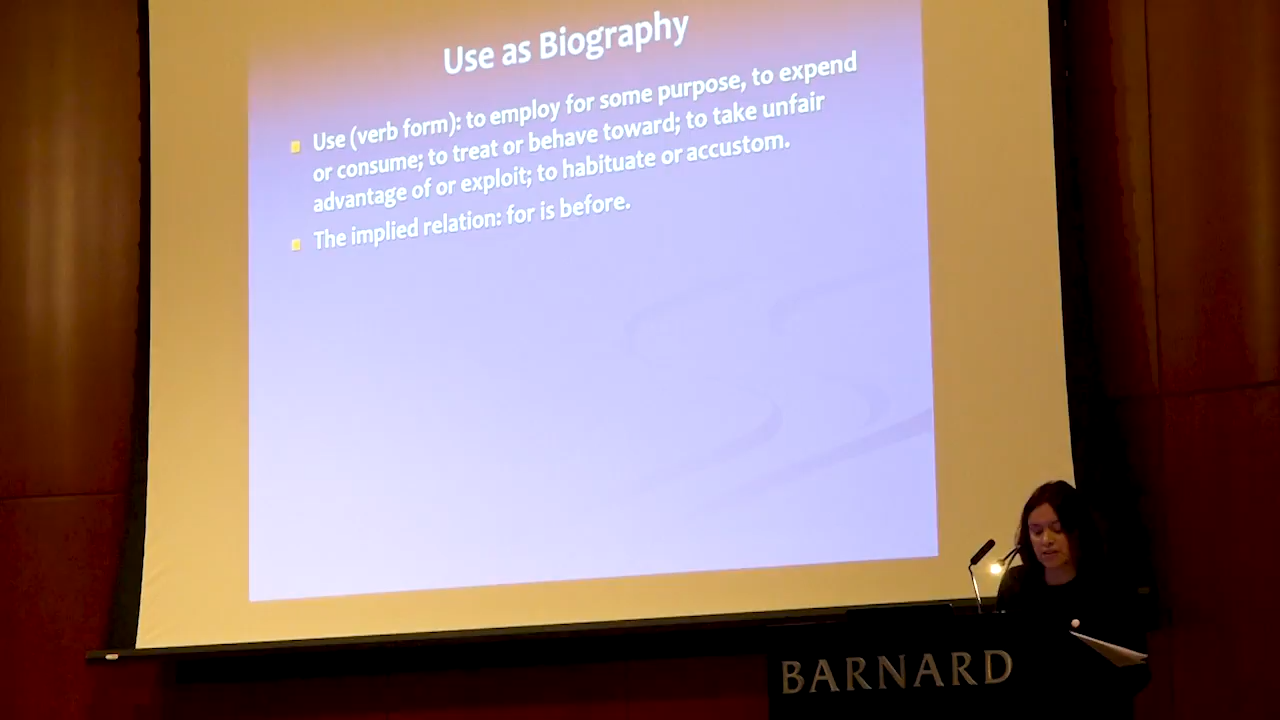 Use as Biography
Use (verb form): to employ for some purpose, to expend
or consume; to treat or behave toward; to take unfair
advantage of or exploit; to habituate or accustom.
The implied relation: for is before.
BARNARD